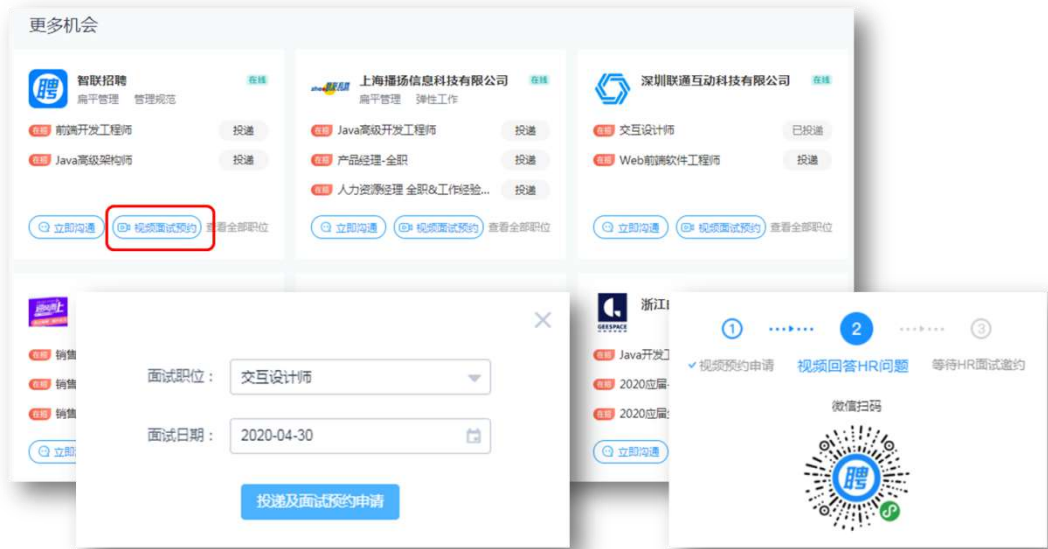 更多机会
智联招聘 在线
扁平管理 管理规范
在招 前端开发工程师 投递
在招 Java高级架构师 投递
立即沟通 视频面试预约 查看全部职位
上海播扬信息科技有限公司 在线
扁平管理 弹性工作
在招 Java高级开发工程师 投递
在招 产品经理-全职 投递
在招 人力资源经理 全职&工作经验... 投递
立即沟通 视频面试预约 查看全部职位
深圳联通互动科技有限公司 在线
在招 交互设计师 已投递
在招 Web前端软件工程师 投递
立即沟通 视频面试预约 查看全部职位
在招 销售
在招 销售
在招 销售
立即
GEESPACE
浙江
在招 Java开发
在招 2020应届
在招 2020应届
立即沟通
面试职位： 交互设计师
面试日期： 2020-04-30
投递及面试预约申请
1 2 3
视频预约申请 视频回答HR问题 等待HR面试邀约
微信扫码
聘